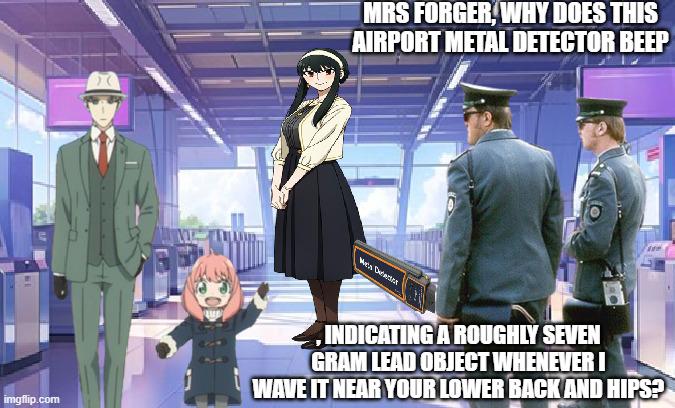 MRS FORGER, WHY DOES THIS
AIRPORT METAL DETECTOR BEEP
Metal Detector
, INDICATING A ROUGHLY SEVEN
GRAM LEAD OBJECT WHENEVER I
WAVE IT NEAR YOUR LOWER BACK AND HIPS?
imgflip.com